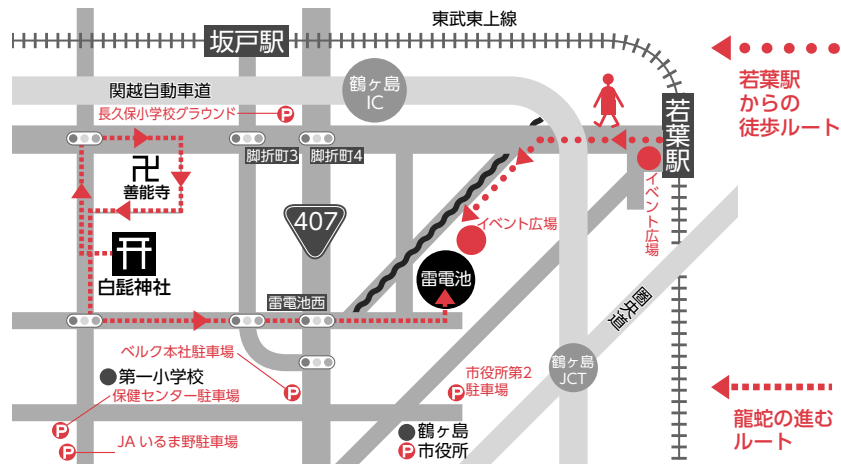 東武東上線
坂戸駅
関越自動車道
鶴ヶ島
IC
長久保小学校グラウンド
P
若葉駅
若葉駅
からの
徒歩ルート
脚折町3
脚折町4
善能寺
イベント広場
407
イベント広場
白髭神社
雷電池
雷電池西
圏央道
ベルク本社駐車場
鶴ヶ島
JCT
第一小学校
保健センター駐車場
P
市役所第2
駐車場
P
龍蛇の進む
ルート
P
JAいるま野駐車場
P
鶴ヶ島
P市役所